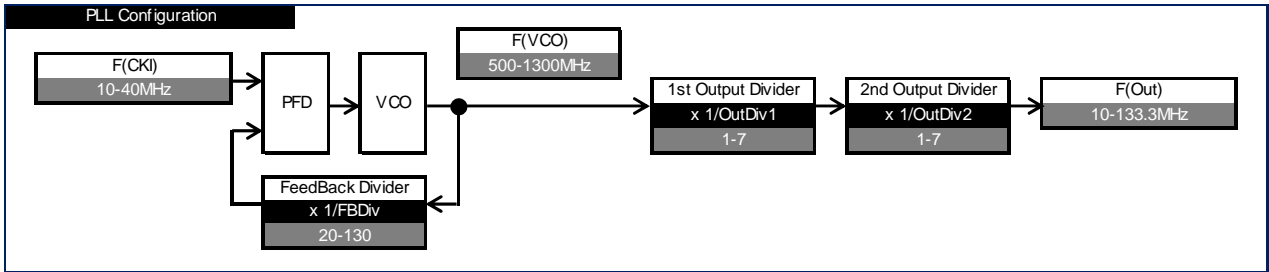 PLL Configuration
F(CKI)
10-40MHz
PFD
VCO
F(VCO)
500-1300MHz
1st Output Divider
x 1/OutDiv1
1-7
2nd Output Divider
x 1/OutDiv2
1-7
F(Out)
10-133.3MHz
FeedBack Divider
x 1/FBDiv
20-130